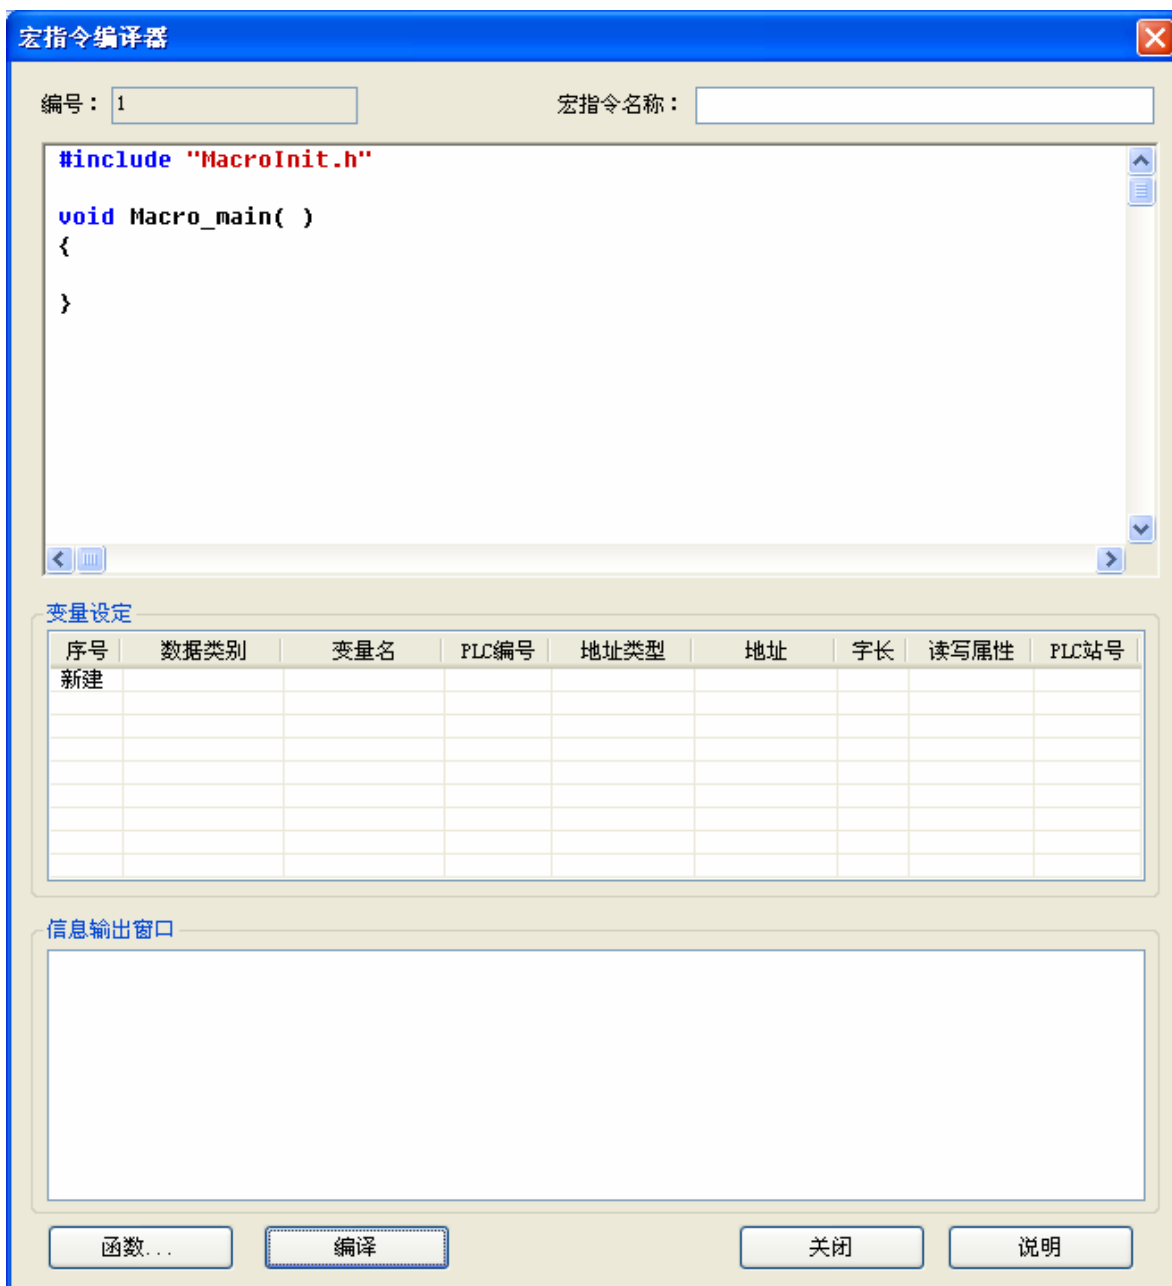 宏指令编译器
编号： 1 宏指令名称：
#include "MacroInit.h"
void Macro_main( )
{
}
变量设定
序号 数据类别 变量名 PLC编号 地址类型 地址 字长 读写属性 PLC站号
新建
信息输出窗口
函数... 编译 关闭 说明